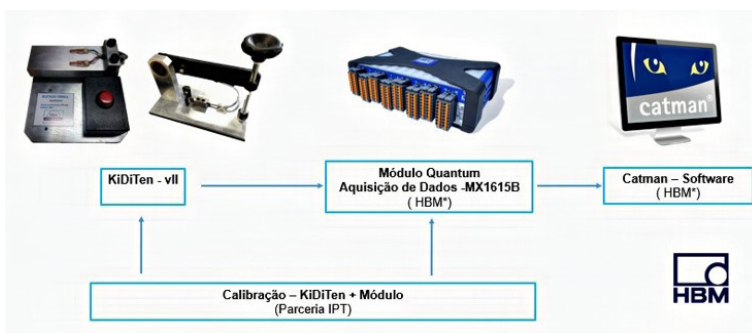 catman®
KiDiTen - vII
Módulo Quantum
Aquisição de Dados -MX1615B
( HBM*)
Catman – Software
( HBM*)
Calibração – KiDiTen + Módulo
(Parceria IPT)
HBM